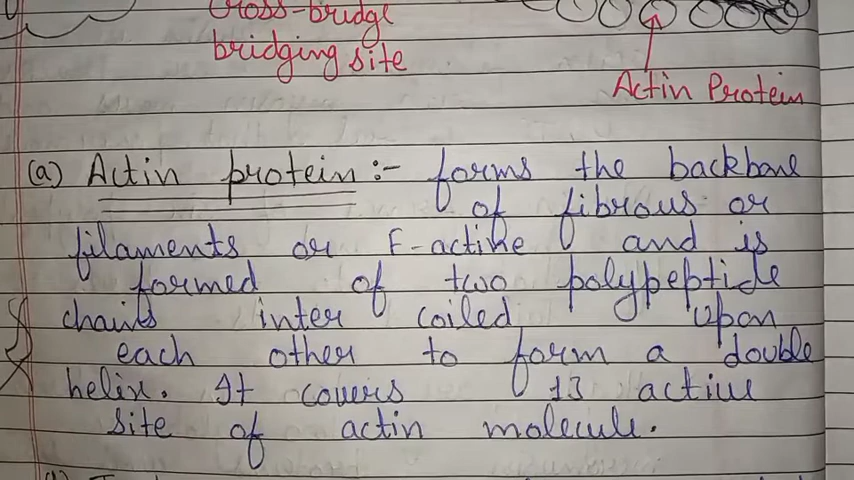 Cross-bridge
bridging site
Actin Protein
(a) Actin protein :- forms the backbone
of fibrous or
filaments or F-active and is
formed of two polypeptide
chains inter coiled upon
each other to form a double
helix. It covers 13 active
site of actin molecule.